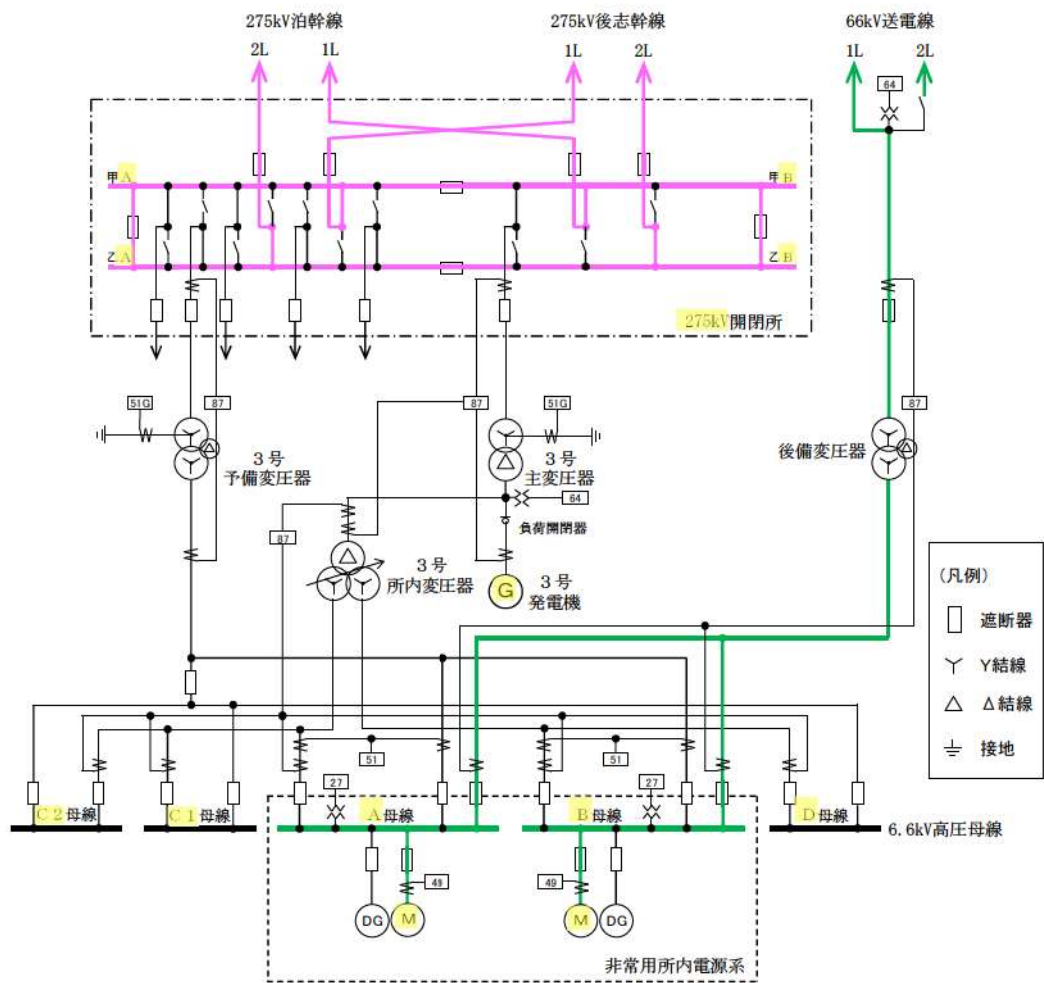 275kV泊幹線
275kV後志幹線
66kV送電線
2L
1L
1L
2L
1L
2L
64
甲A
甲B
乙A
乙B
275kV開閉所
51G
87
87
51G
87
3号
予備変圧器
3号
主変圧器
後備変圧器
64
負荷開閉器
87
3号
所内変圧器
G
3号
発電機
(凡例)
遮断器
Y結線
Δ結線
接地
51
51
27
27
C2母線
C1母線
A母線
B母線
D母線
6.6kV高圧母線
49
49
DG
M
M
DG
非常用所内電源系